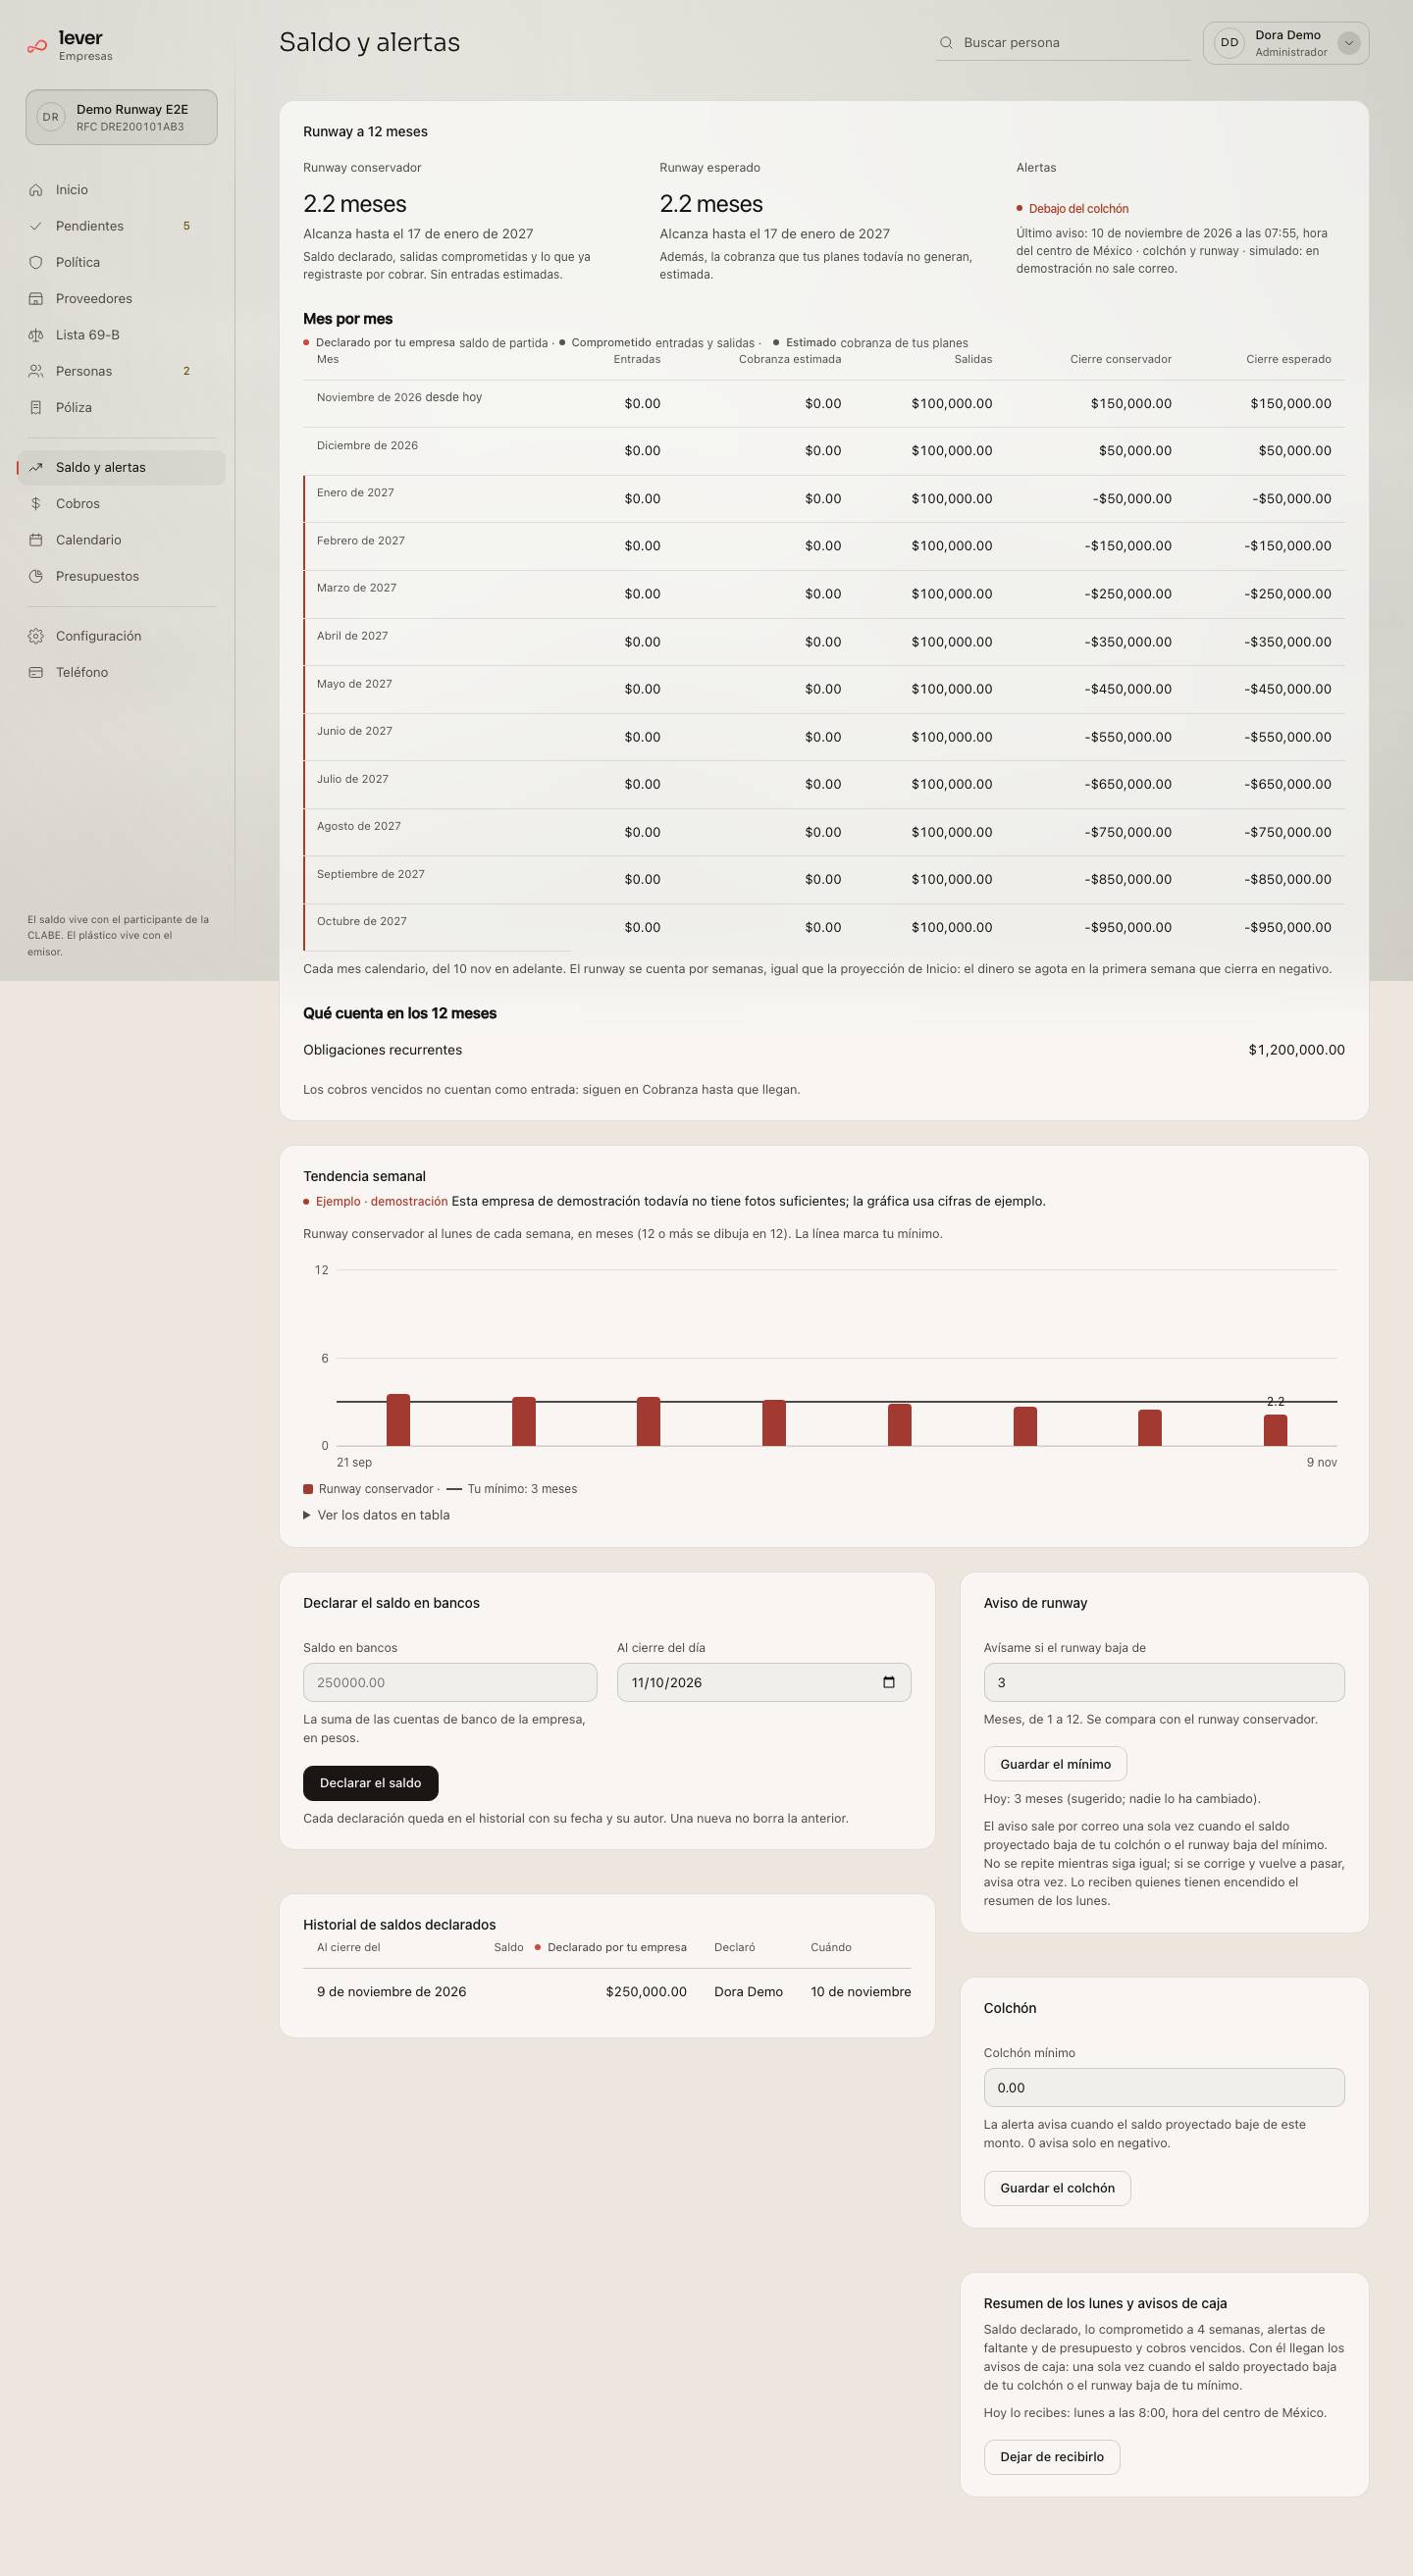 lever
Empresas
DR
Demo Runway E2E
RFC DRE200101AB3
Inicio
Pendientes 5
Política
Proveedores
Lista 69-B
Personas 2
Póliza
Saldo y alertas
Cobros
Calendario
Presupuestos
Configuración
Teléfono
El saldo vive con el participante de la
CLABE. El plástico vive con el
emisor.
Saldo y alertas
Buscar persona
DD
Dora Demo
Administrador
Runway a 12 meses
Runway conservador
2.2 meses
Alcanza hasta el 17 de enero de 2027
Saldo declarado, salidas comprometidas y lo que ya
registraste por cobrar. Sin entradas estimadas.
Runway esperado
2.2 meses
Alcanza hasta el 17 de enero de 2027
Además, la cobranza que tus planes todavía no generan,
estimada.
Alertas
Debajo del colchón
Último aviso: 10 de noviembre de 2026 a las 07:55, hora
del centro de México · colchón y runway · simulado: en
demostración no sale correo.
Mes por mes
Declarado por tu empresa saldo de partida · Comprometido entradas y salidas · Estimado cobranza de tus planes
Mes Entradas Cobranza estimada Salidas Cierre conservador Cierre esperado
Noviembre de 2026 desde hoy $0.00 $0.00 $100,000.00 $150,000.00 $150,000.00
Diciembre de 2026 $0.00 $0.00 $100,000.00 $50,000.00 $50,000.00
Enero de 2027 $0.00 $0.00 $100,000.00 -$50,000.00 -$50,000.00
Febrero de 2027 $0.00 $0.00 $100,000.00 -$150,000.00 -$150,000.00
Marzo de 2027 $0.00 $0.00 $100,000.00 -$250,000.00 -$250,000.00
Abril de 2027 $0.00 $0.00 $100,000.00 -$350,000.00 -$350,000.00
Mayo de 2027 $0.00 $0.00 $100,000.00 -$450,000.00 -$450,000.00
Junio de 2027 $0.00 $0.00 $100,000.00 -$550,000.00 -$550,000.00
Julio de 2027 $0.00 $0.00 $100,000.00 -$650,000.00 -$650,000.00
Agosto de 2027 $0.00 $0.00 $100,000.00 -$750,000.00 -$750,000.00
Septiembre de 2027 $0.00 $0.00 $100,000.00 -$850,000.00 -$850,000.00
Octubre de 2027 $0.00 $0.00 $100,000.00 -$950,000.00 -$950,000.00
Cada mes calendario, del 10 nov en adelante. El runway se cuenta por semanas, igual que la proyección de Inicio: el dinero se agota en la primera semana que cierra en negativo.
Qué cuenta en los 12 meses
Obligaciones recurrentes $1,200,000.00
Los cobros vencidos no cuentan como entrada: siguen en Cobranza hasta que llegan.
Tendencia semanal
Ejemplo · demostración Esta empresa de demostración todavía no tiene fotos suficientes; la gráfica usa cifras de ejemplo.
Runway conservador al lunes de cada semana, en meses (12 o más se dibuja en 12). La línea marca tu mínimo.
12
6
2.2
0
21 sep 9 nov
Runway conservador · Tu mínimo: 3 meses
Ver los datos en tabla
Declarar el saldo en bancos
Saldo en bancos
250000.00
La suma de las cuentas de banco de la empresa,
en pesos.
Al cierre del día
11/10/2026
Declarar el saldo
Cada declaración queda en el historial con su fecha y su autor. Una nueva no borra la anterior.
Historial de saldos declarados
Al cierre del Saldo Declarado por tu empresa Declaró Cuándo
9 de noviembre de 2026 $250,000.00 Dora Demo 10 de noviembre
Aviso de runway
Avísame si el runway baja de
3
Meses, de 1 a 12. Se compara con el runway conservador.
Guardar el mínimo
Hoy: 3 meses (sugerido; nadie lo ha cambiado).
El aviso sale por correo una sola vez cuando el saldo
proyectado baja de tu colchón o el runway baja del mínimo.
No se repite mientras siga igual; si se corrige y vuelve a pasar,
avisa otra vez. Lo reciben quienes tienen encendido el
resumen de los lunes.
Colchón
Colchón mínimo
0.00
La alerta avisa cuando el saldo proyectado baje de este
monto. 0 avisa solo en negativo.
Guardar el colchón
Resumen de los lunes y avisos de caja
Saldo declarado, lo comprometido a 4 semanas, alertas de
faltante y de presupuesto y cobros vencidos. Con él llegan los
avisos de caja: una sola vez cuando el saldo proyectado baja
de tu colchón o el runway baja de tu mínimo.
Hoy lo recibes: lunes a las 8:00, hora del centro de México.
Dejar de recibirlo